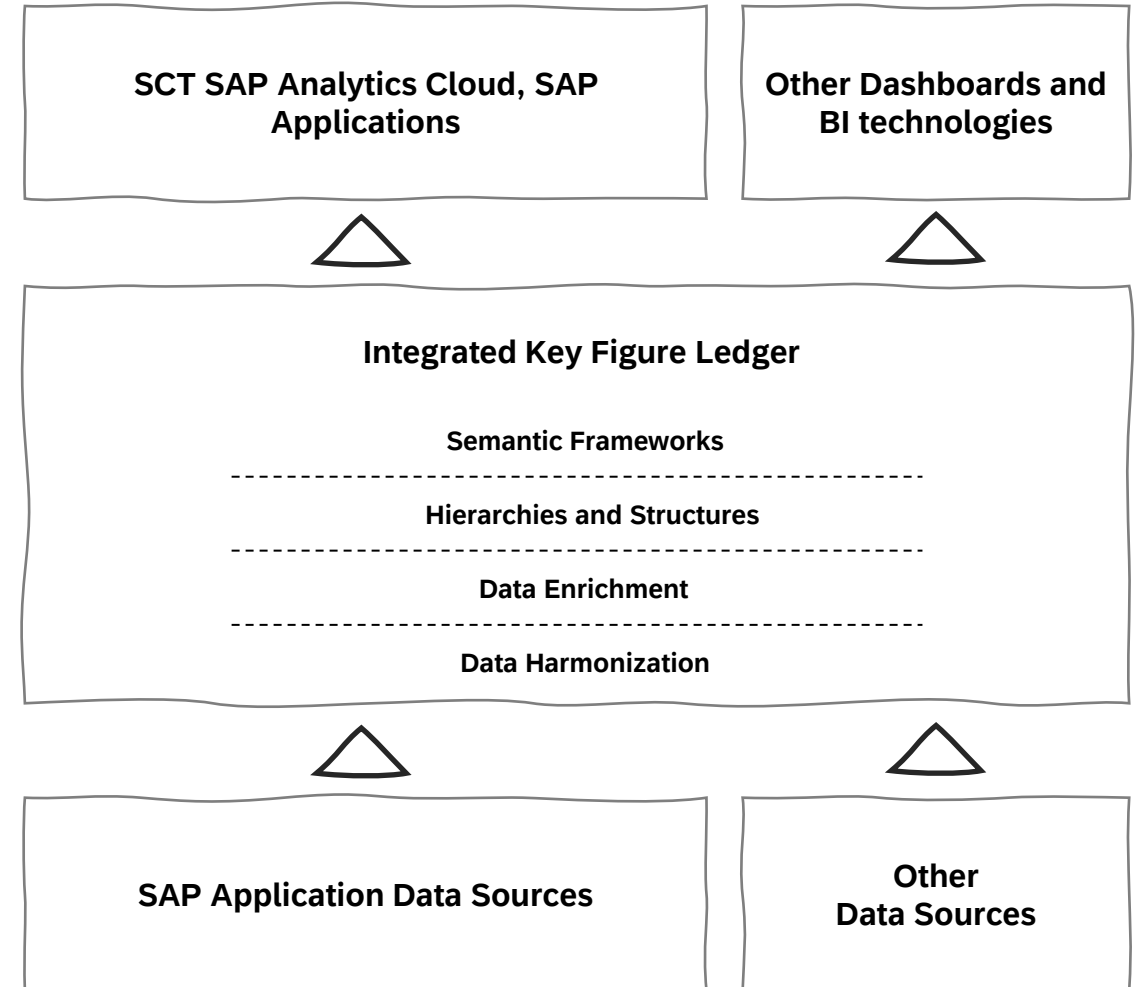 SCT SAP Analytics Cloud, SAP
Applications
Other Dashboards and
BI technologies
Integrated Key Figure Ledger
Semantic Frameworks
Hierarchies and Structures
Data Enrichment
Data Harmonization
SAP Application Data Sources
Other
Data Sources